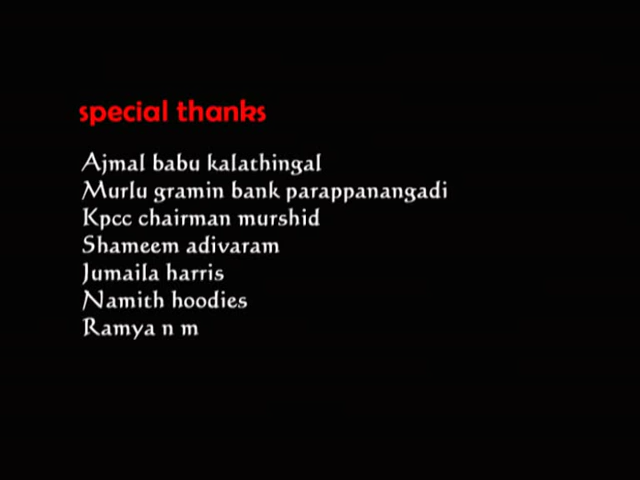 special thanks
Ajmal babu kalathingal
Murlu gramin bank parappanangadi
Kpcc chairman murshid
Shameem adivaram
Jumaila harris
Namith hoodies
Ramya n m